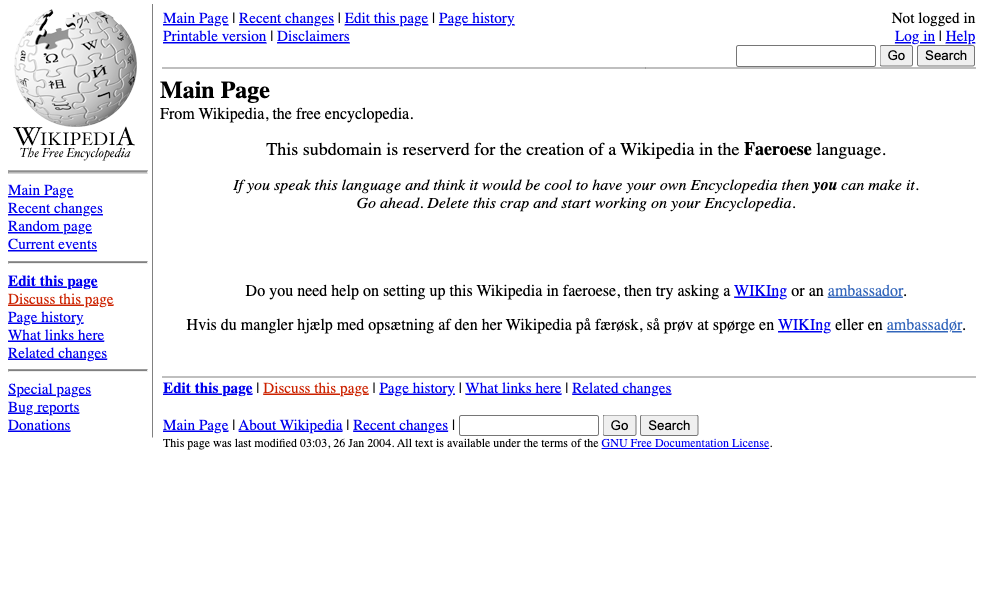 WIKIPEDIA
The Free Encyclopedia
Main Page
Recent changes
Random page
Current events
Edit this page
Discuss this page
Page history
What links here
Related changes
Special pages
Bug reports
Donations
Main Page | Recent changes | Edit this page | Page history
Printable version | Disclaimers
Not logged in
Log in | Help
Go Search
Main Page
From Wikipedia, the free encyclopedia.
This subdomain is reserverd for the creation of a Wikipedia in the Faeroese language.
If you speak this language and think it would be cool to have your own Encyclopedia then you can make it.
Go ahead. Delete this crap and start working on your Encyclopedia.
Do you need help on setting up this Wikipedia in faeroese, then try asking a WIKIng or an ambassador.
Hvis du mangler hjælp med opsætning af den her Wikipedia på færøsk, så prøv at spørge en WIKIng eller en ambassadør.
Edit this page | Discuss this page | Page history | What links here | Related changes
Main Page | About Wikipedia | Recent changes | Go Search
This page was last modified 03:03, 26 Jan 2004. All text is available under the terms of the GNU Free Documentation License.